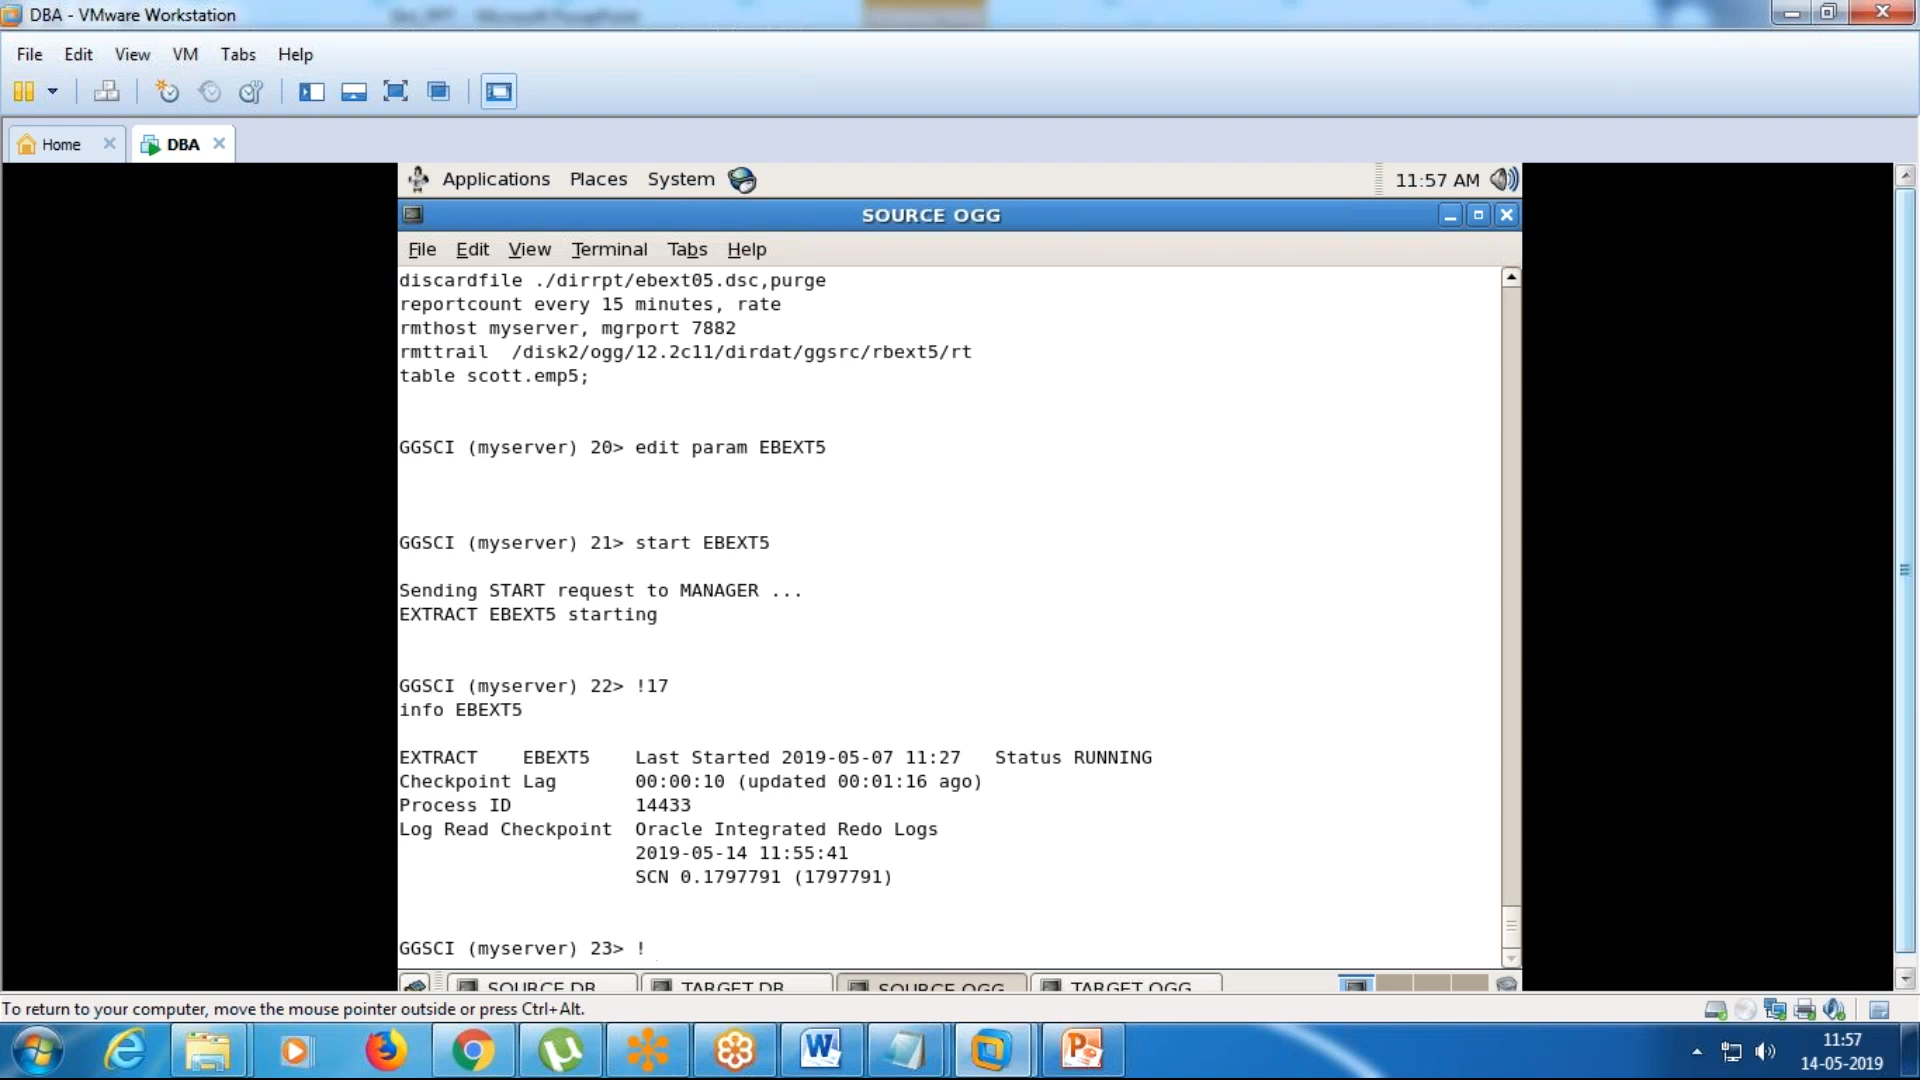 DBA - VMware Workstation
File Edit View VM Tabs Help
Home DBA
Applications Places System 11:57 AM
SOURCE OGG
File Edit View Terminal Tabs Help
discardfile ./dirrpt/ebext05.dsc,purge
reportcount every 15 minutes, rate
rmthost myserver, mgrport 7882
rmttrail  /disk2/ogg/12.2c11/dirdat/ggsrc/rbext5/rt
table scott.emp5;
GGSCI (myserver) 20> edit param EBEXT5
GGSCI (myserver) 21> start EBEXT5
Sending START request to MANAGER ...
EXTRACT EBEXT5 starting
GGSCI (myserver) 22> !17
info EBEXT5
EXTRACT    EBEXT5    Last Started 2019-05-07 11:27   Status RUNNING
Checkpoint Lag       00:00:10 (updated 00:01:16 ago)
Process ID           14433
Log Read Checkpoint  Oracle Integrated Redo Logs
2019-05-14 11:55:41
SCN 0.1797791 (1797791)
GGSCI (myserver) 23> !
SOURCE DB TARGET DB SOURCE OGG TARGET OGG
To return to your computer, move the mouse pointer outside or press Ctrl+Alt.
11:57
14-05-2019